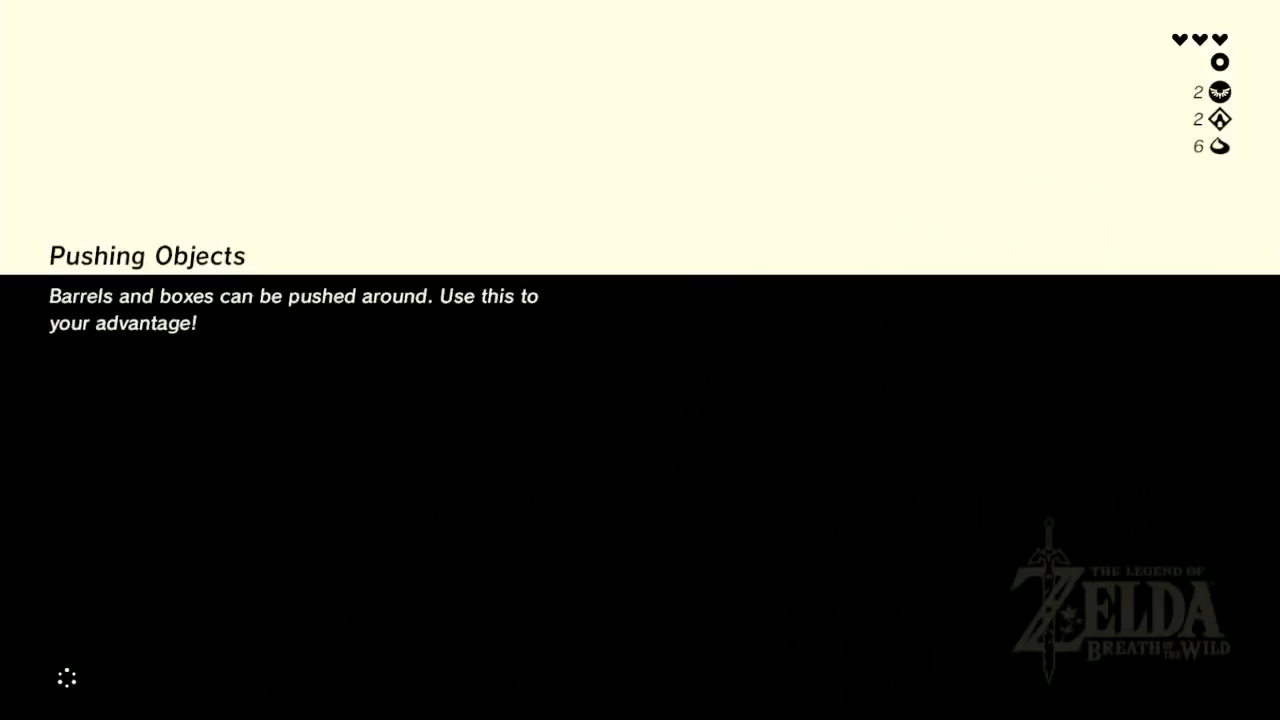 2
2
6
Pushing Objects
Barrels and boxes can be pushed around. Use this to
your advantage!
THE LEGEND OF
ZELDA
BREATH OF THE WILD